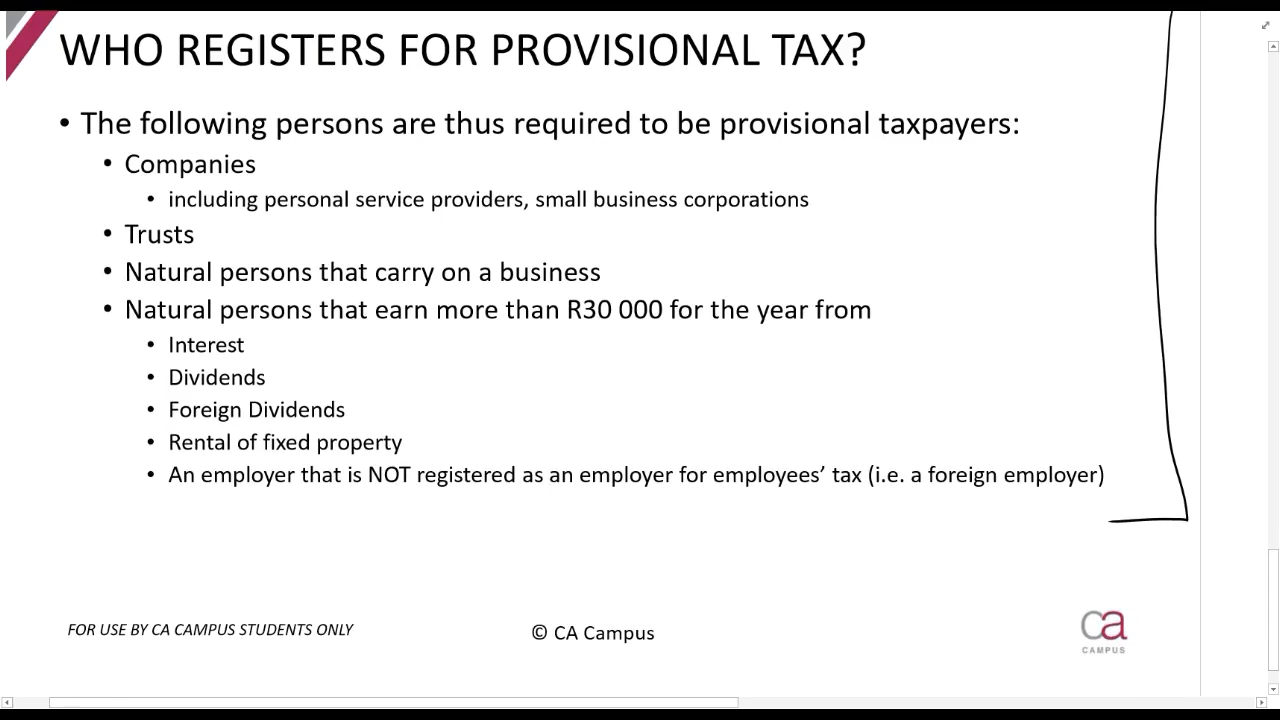 WHO REGISTERS FOR PROVISIONAL TAX?
• The following persons are thus required to be provisional taxpayers:
• Companies
• including personal service providers, small business corporations
• Trusts
• Natural persons that carry on a business
• Natural persons that earn more than R30 000 for the year from
• Interest
• Dividends
• Foreign Dividends
• Rental of fixed property
• An employer that is NOT registered as an employer for employees’ tax (i.e. a foreign employer)
FOR USE BY CA CAMPUS STUDENTS ONLY
© CA Campus
ca
CAMPUS